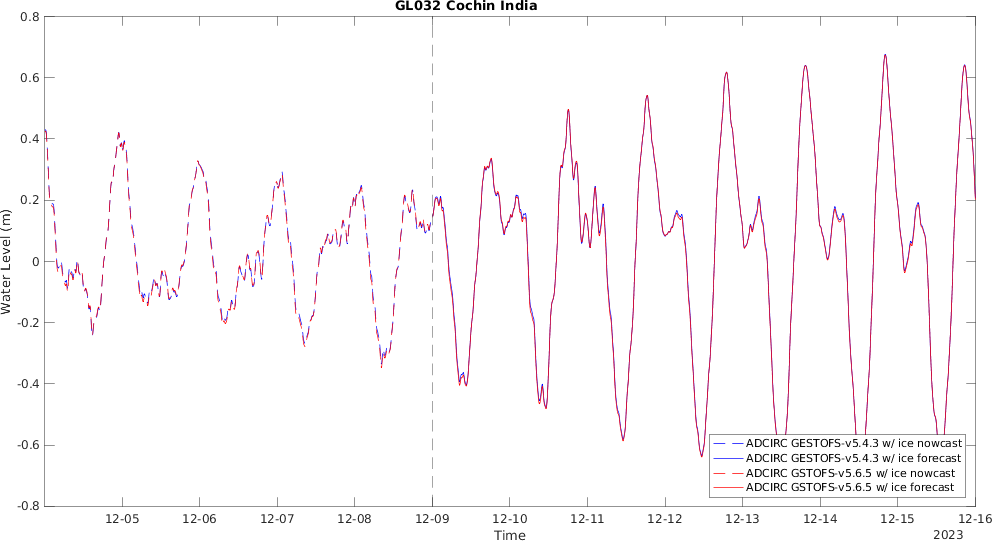 GL032 Cochin India
Water Level (m)
0.8
0.6
0.4
0.2
0
-0.2
-0.4
-0.6
-0.8
ADCIRC GESTOFS-v5.4.3 w/ ice nowcast
ADCIRC GESTOFS-v5.4.3 w/ ice forecast
ADCIRC GSTOFS-v5.6.5 w/ ice nowcast
ADCIRC GSTOFS-v5.6.5 w/ ice forecast
12-05 12-06 12-07 12-08 12-09 12-10 12-11 12-12 12-13 12-14 12-15 12-16
Time
2023